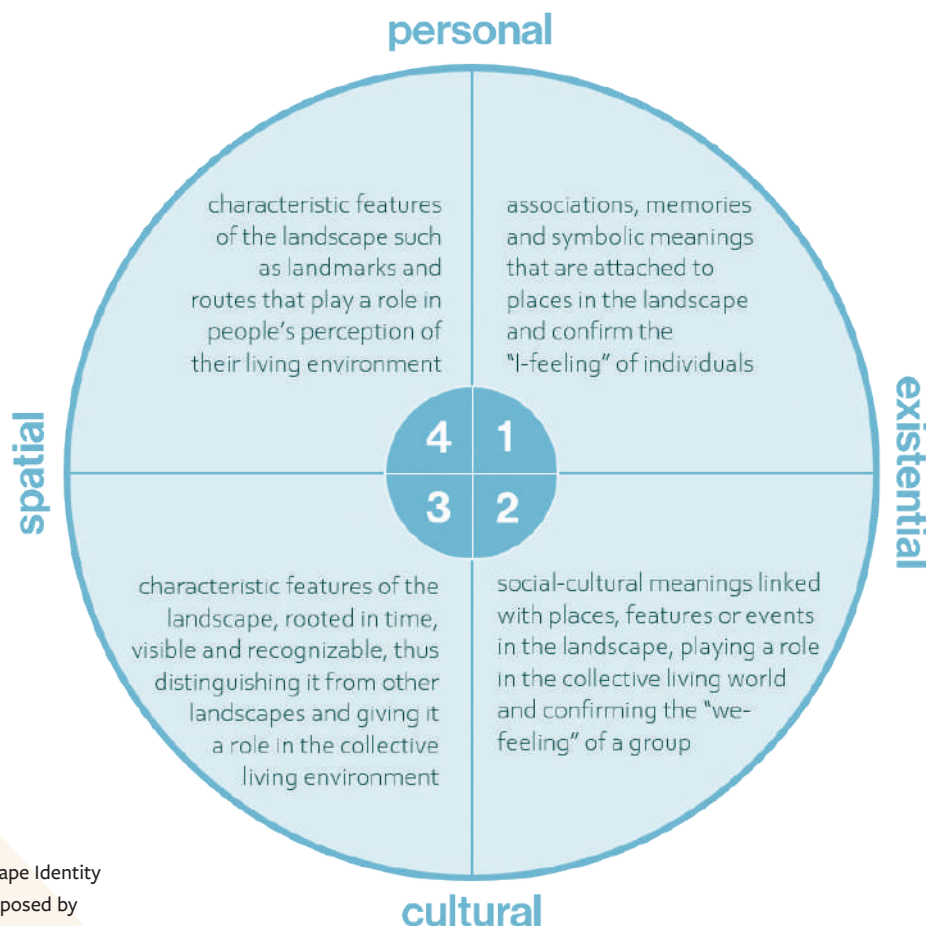 personal
characteristic features
of the landscape such
as landmarks and
routes that play a role in
people’s perception of
their living environment
associations, memories
and symbolic meanings
that are attached to
places in the landscape
and confirm the
“I-feeling” of individuals
spatial
4
1
3
2
existential
characteristic features of the
landscape, rooted in time,
visible and recognizable, thus
distinguishing it from other
landscapes and giving it
a role in the collective
living environment
social-cultural meanings linked
with places, features or events
in the landscape, playing a role
in the collective living world
and confirming the “we-
feeling” of a group
cultural
ape Identity
posed by